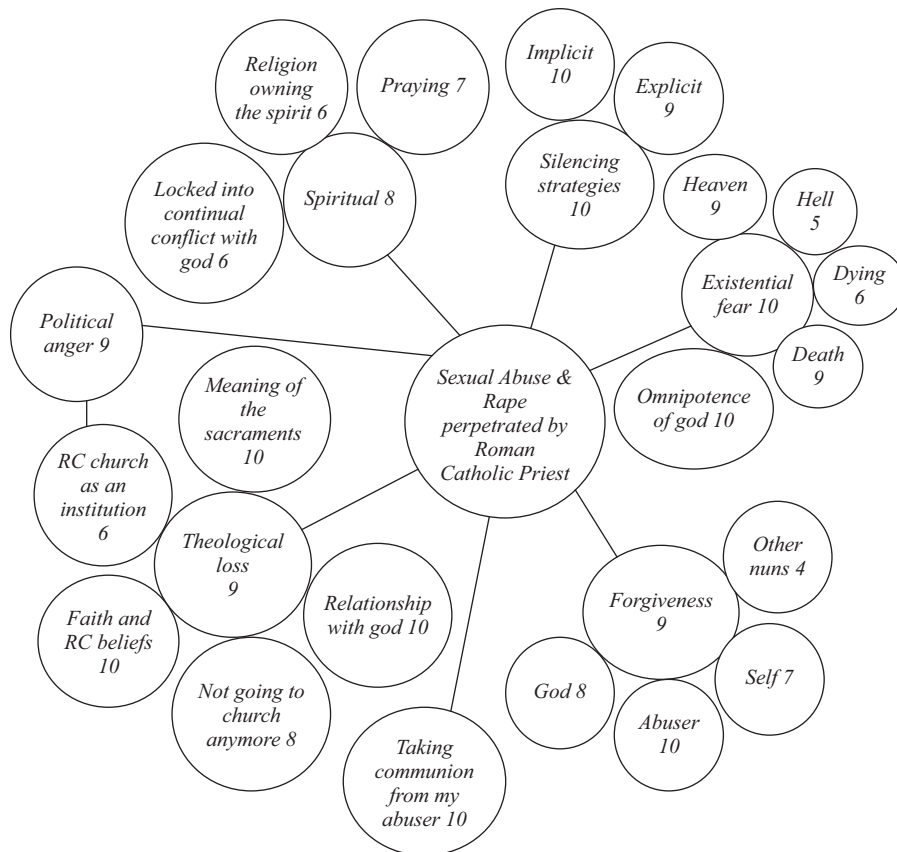 Implicit
10
Religion
owning
the spirit 6
Praying 7
Explicit
9
Silencing
strategies
10
Heaven
9
Hell
5
Locked into
continual
conflict with
god 6
Spiritual 8
Existential
fear 10
Dying
6
Political
anger 9
Death
9
Meaning of
the
sacraments
10
Sexual Abuse &
Rape
perpetrated by
Roman
Catholic Priest
Omnipotence
of god 10
RC church
as an
institution
6
Theological
loss
9
Other
nuns 4
Faith and
RC beliefs
10
Relationship
with god 10
Forgiveness
9
Not going to
church
anymore 8
God 8
Self 7
Abuser
10
Taking
communion
from my
abuser 10